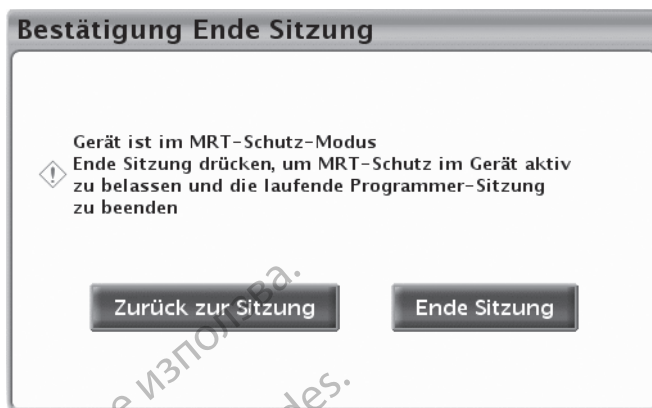 Bestätigung Ende Sitzung
Gerät ist im MRT-Schutz-Modus
Ende Sitzung drücken, um MRT-Schutz im Gerät aktiv
zu belassen und die laufende Programmer-Sitzung
zu beenden
Zurück zur Sitzung
Ende Sitzung